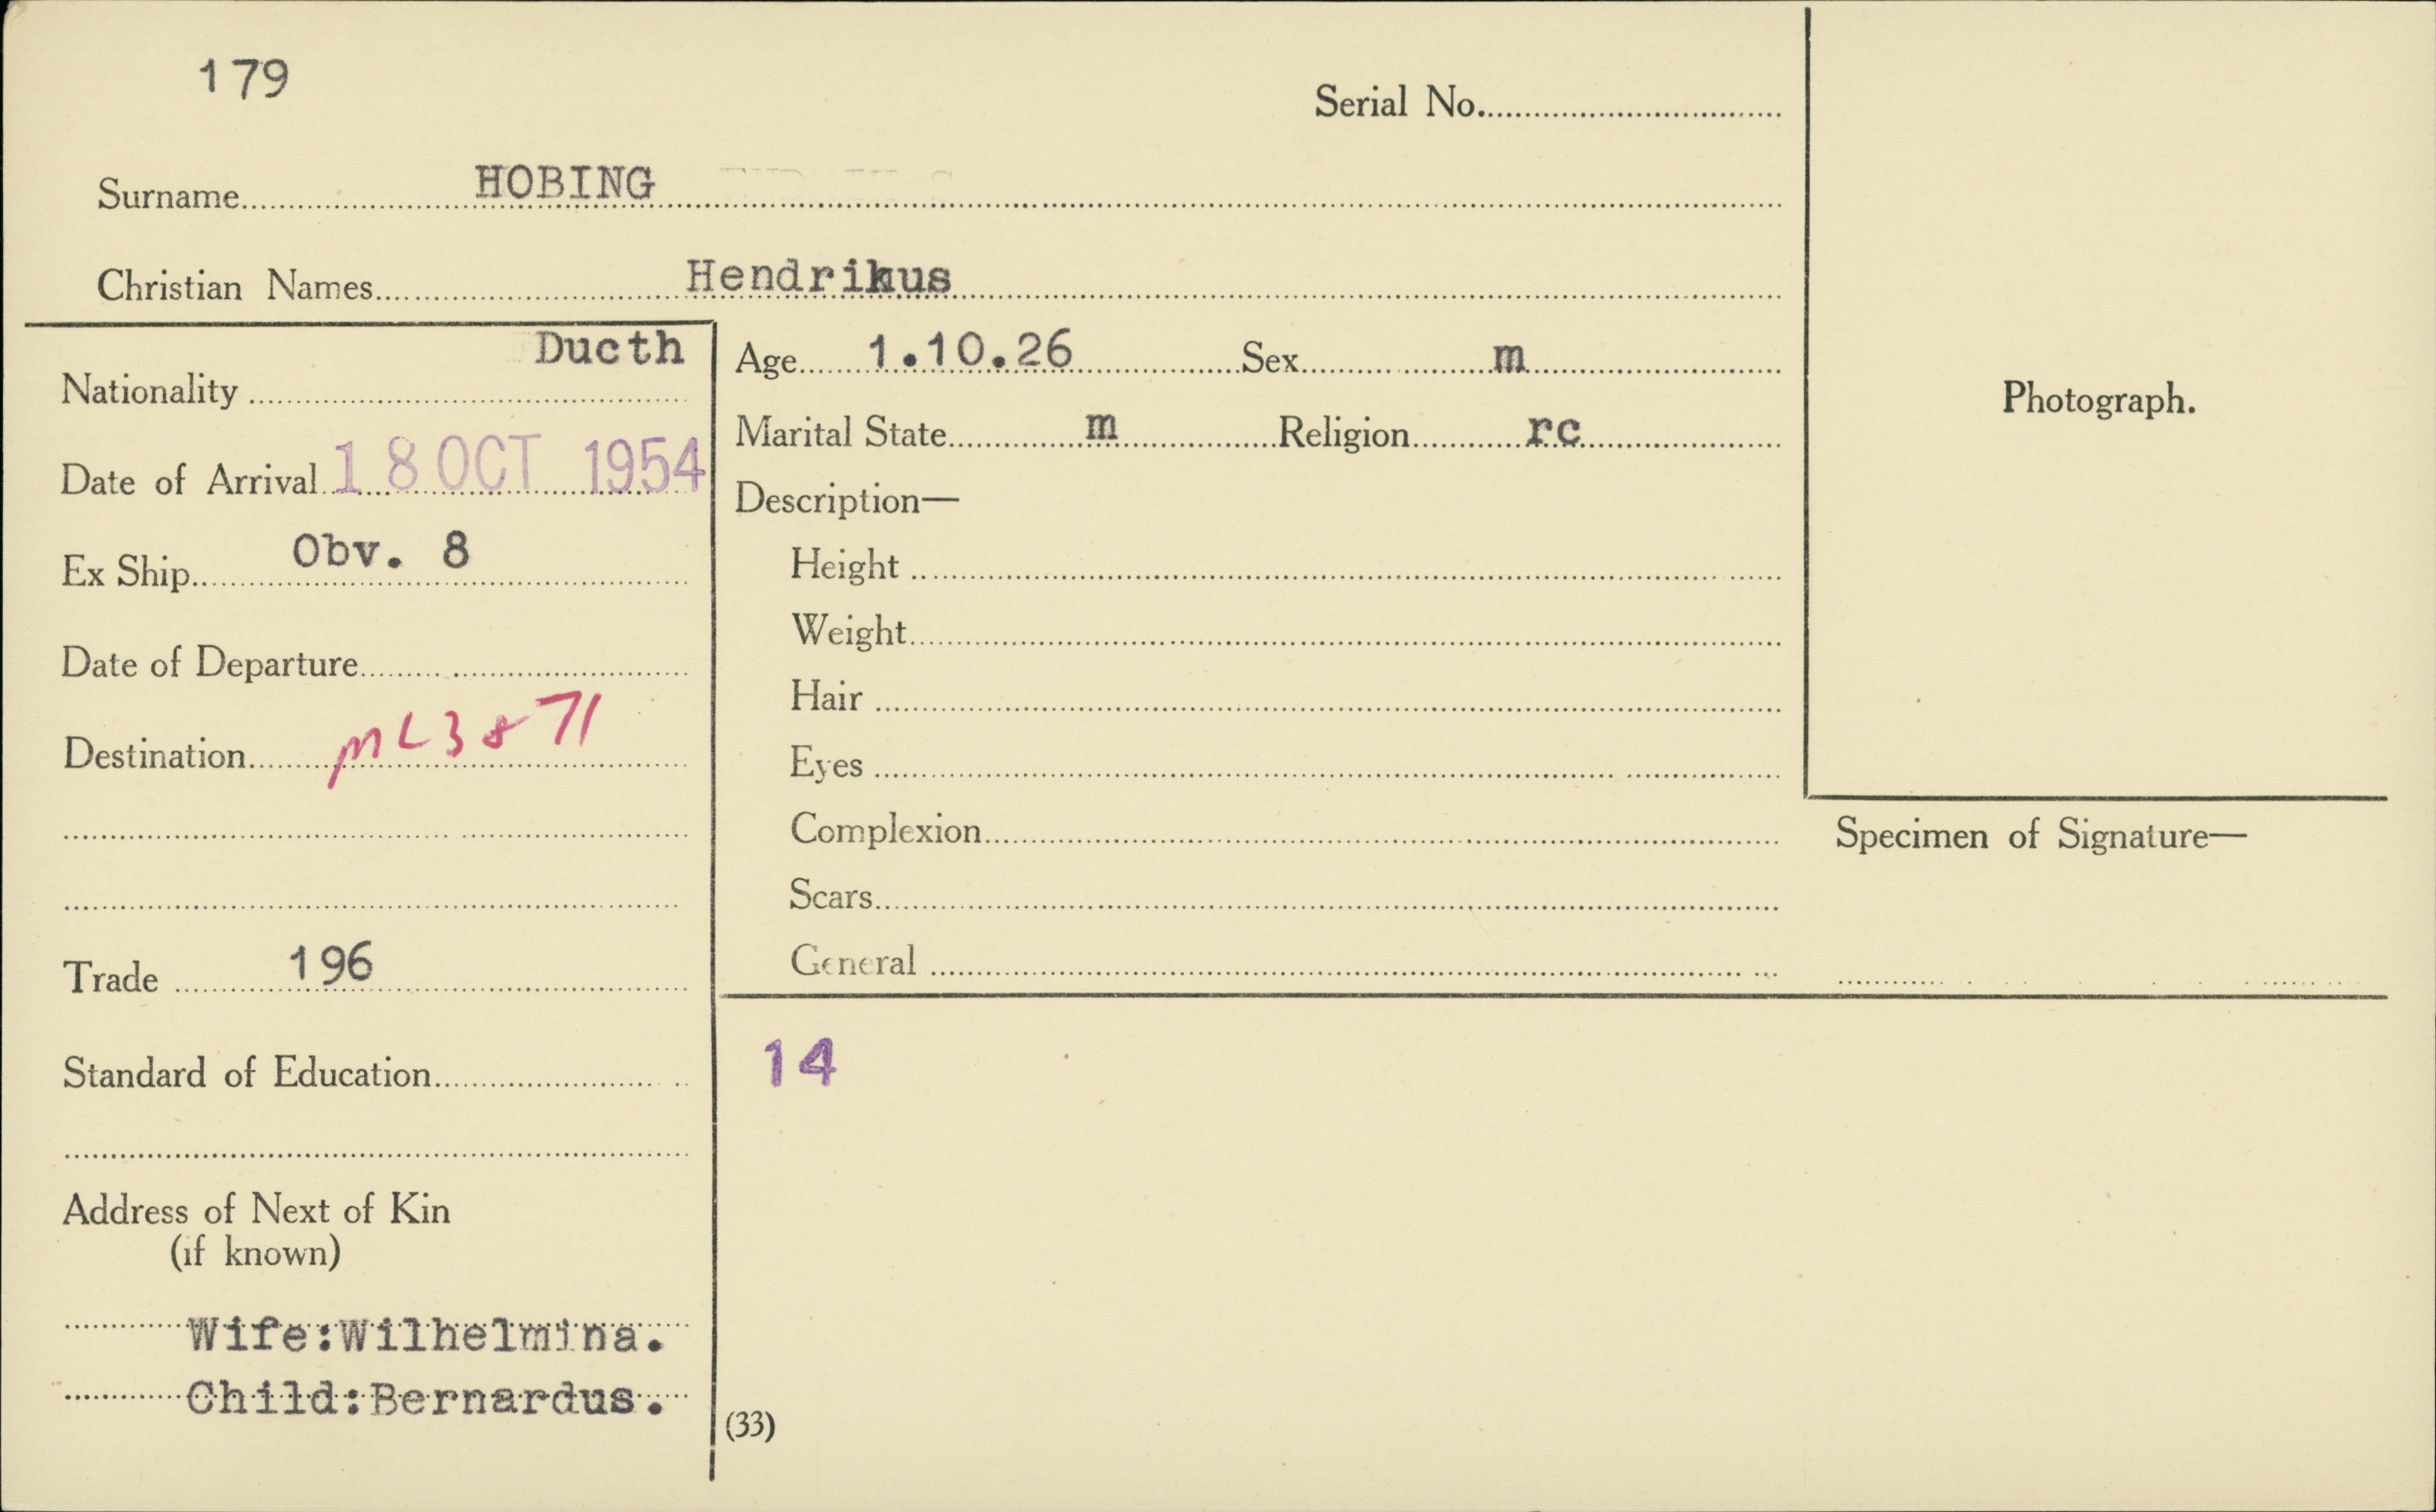 179
Serial No.
Surname HOBING
Christian Names Hendrikus
Nationality Ducth
Date of Arrival 18 OCT 1954
Ex Ship Obv. 8
Date of Departure
Destination
Trade 196
Standard of Education
Address of Next of Kin
(if known)
Wife:Wilhelmina.
Child:Bernardus.
Age 1.10.26 Sex m
Marital State m Religion rc
Description—
Height
Weight
Hair
Eyes
Complexion
Scars
General
14
(33)
Photograph.
Specimen of Signature—